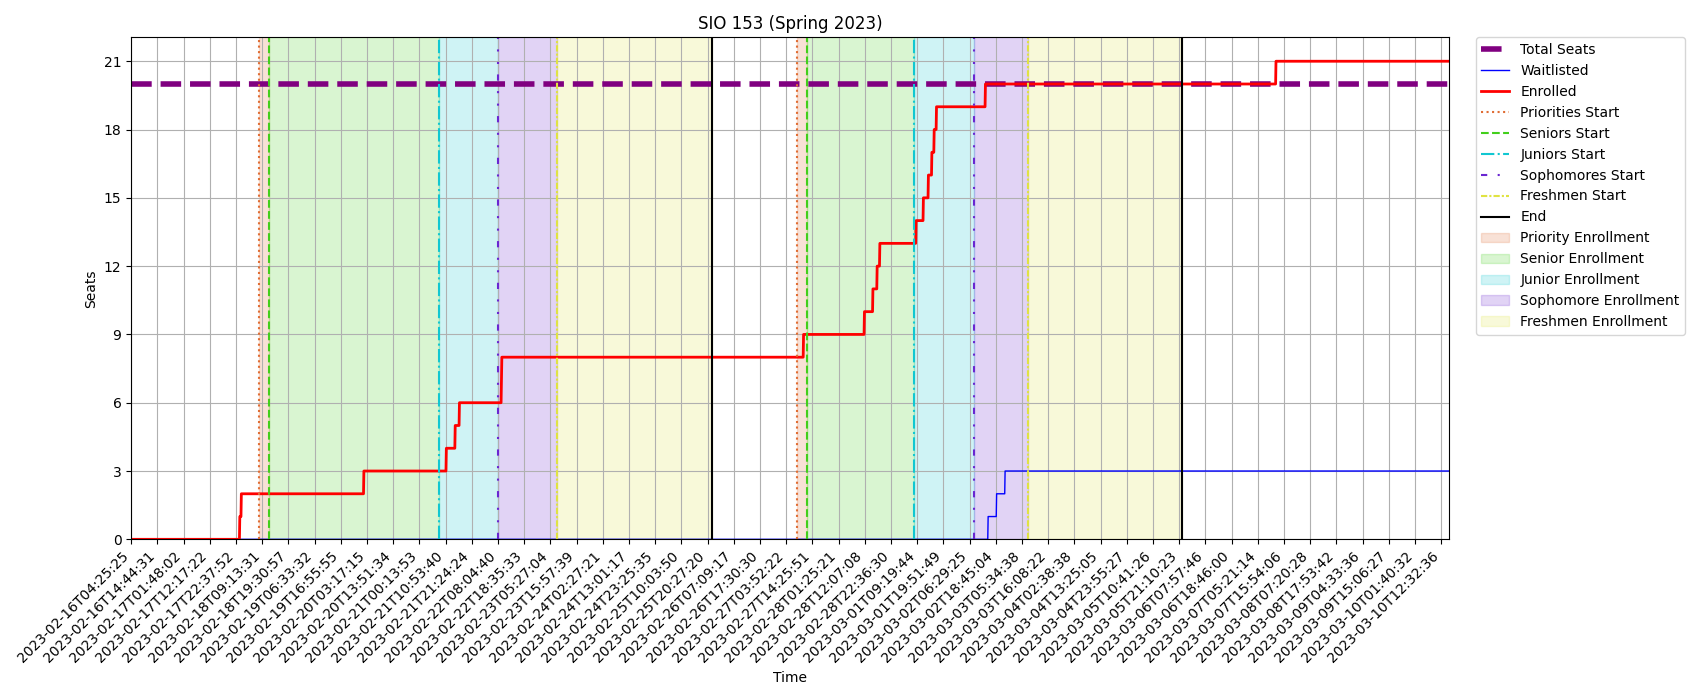 SIO 153 (Spring 2023)
Seats
21
18
15
12
9
6
3
0
2023-02-16T04:25:25
2023-02-16T14:44:31
2023-02-17T01:48:02
2023-02-17T12:17:22
2023-02-17T22:37:52
2023-02-18T09:13:31
2023-02-18T19:30:57
2023-02-19T06:33:32
2023-02-19T16:55:55
2023-02-20T03:17:15
2023-02-20T13:51:34
2023-02-21T00:13:53
2023-02-21T11:53:40
2023-02-21T21:24:24
2023-02-22T08:04:40
2023-02-22T18:35:33
2023-02-23T05:27:04
2023-02-23T15:57:39
2023-02-24T02:27:21
2023-02-24T13:01:17
2023-02-24T23:25:35
2023-02-25T10:03:50
2023-02-25T20:27:20
2023-02-26T07:09:17
2023-02-26T17:30:30
2023-02-27T03:52:22
2023-02-27T14:25:51
2023-02-28T01:25:21
2023-02-28T12:07:08
2023-02-28T22:36:30
2023-03-01T09:19:44
2023-03-01T19:51:49
2023-03-02T06:29:25
2023-03-02T18:45:04
2023-03-03T05:34:38
2023-03-03T16:08:22
2023-03-04T02:38:38
2023-03-04T13:25:05
2023-03-04T23:55:27
2023-03-05T10:41:26
2023-03-05T21:10:23
2023-03-06T07:57:46
2023-03-06T18:46:00
2023-03-07T05:21:14
2023-03-07T15:54:06
2023-03-08T07:20:28
2023-03-08T17:53:42
2023-03-09T04:33:36
2023-03-09T15:06:27
2023-03-10T01:40:32
2023-03-10T12:32:36
Time
Total Seats
Waitlisted
Enrolled
Priorities Start
Seniors Start
Juniors Start
Sophomores Start
Freshmen Start
End
Priority Enrollment
Senior Enrollment
Junior Enrollment
Sophomore Enrollment
Freshmen Enrollment